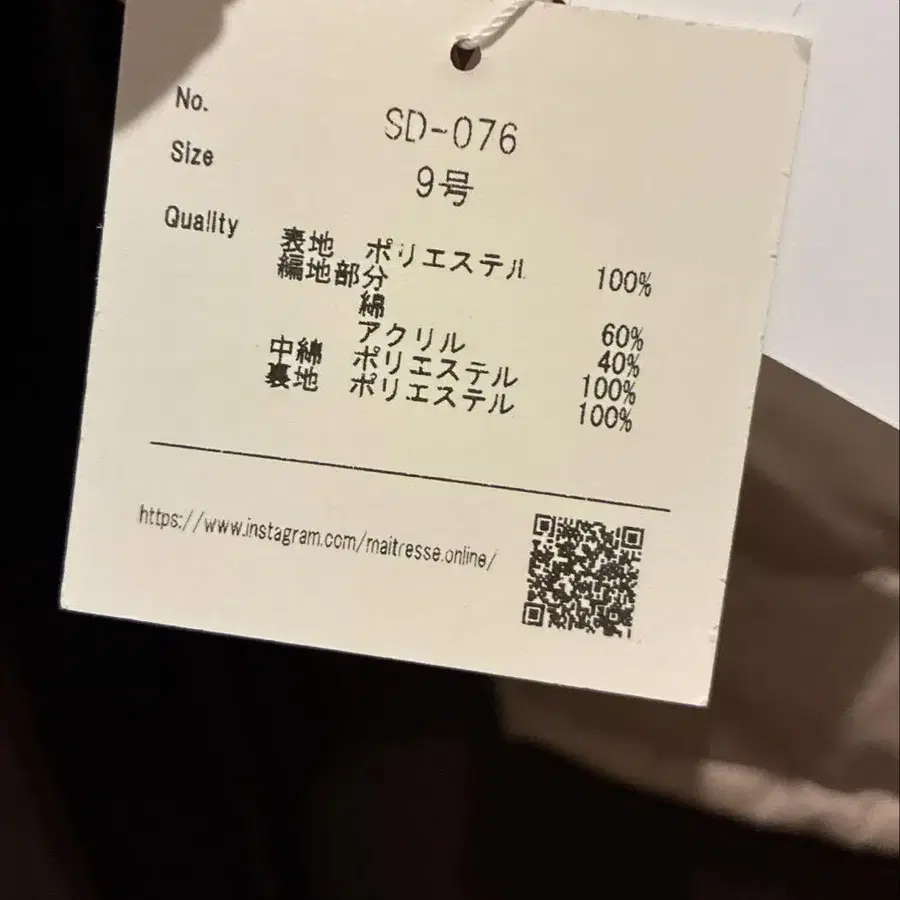 No. SD-076
Size 9号
Quality
表地 ポリエステル 100%
編地部分
綿 60%
アクリル 40%
中綿 ポリエステル 100%
裏地 ポリエステル 100%
https://www.instagram.com/maitresse.online/